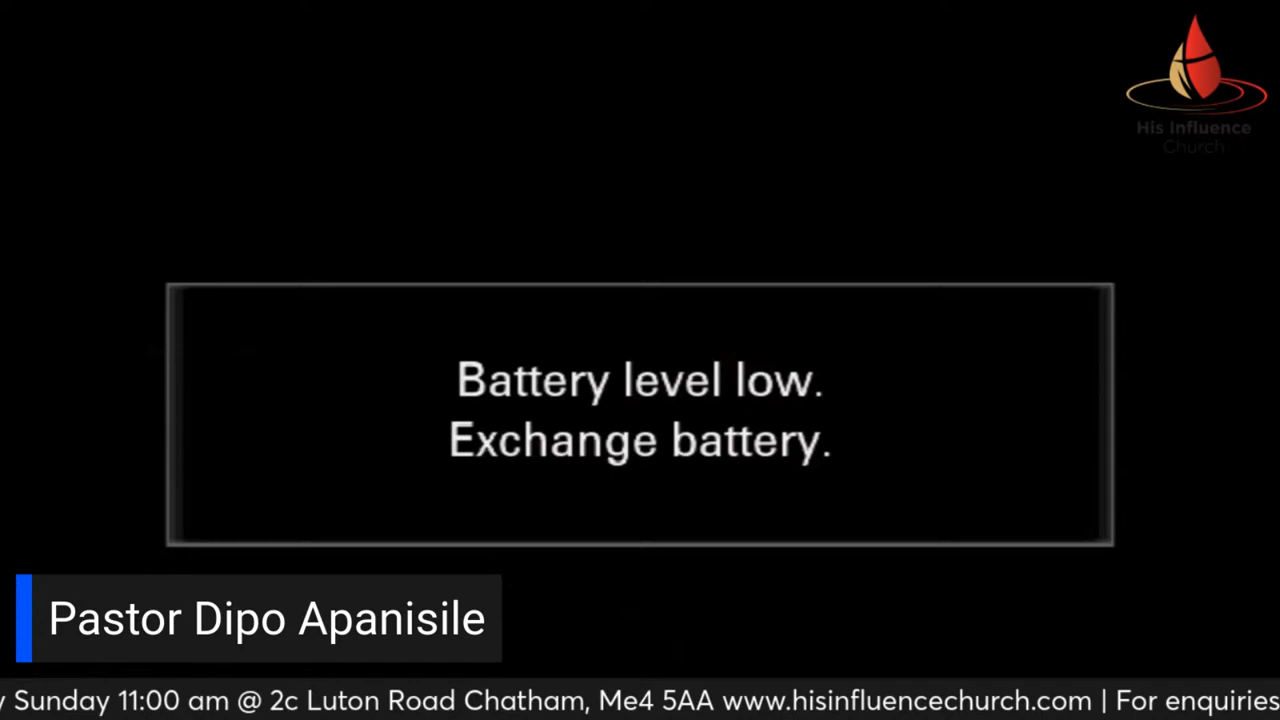 His Influence
Church
Battery level low.
Exchange battery.
Pastor Dipo Apanisile
y Sunday 11:00 am @ 2c Luton Road Chatham, Me4 5AA www.hisinfluencechurch.com | For enquiries